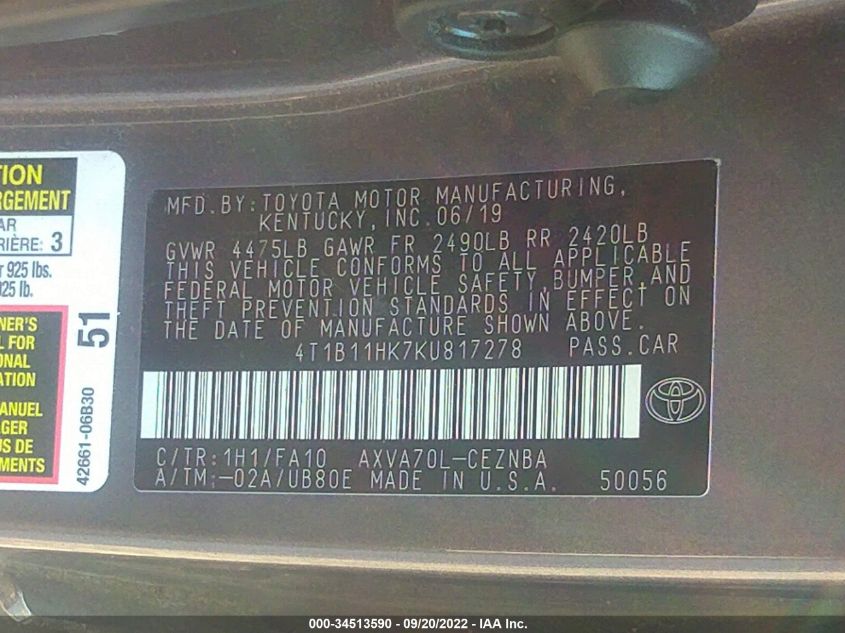 TION
RGEMENT
AR
RIÈRE: 3
r 925 lbs.
925 lb.
NER'S
L FOR
ONAL
ATION
ANUEL
GER
US DE
MENTS
51
42661-06B30
MFD.BY:TOYOTA MOTOR MANUFACTURING,
KENTUCKY,INC.06/19
GVWR 4475LB GAWR FR 2490LB RR 2420LB
THIS VEHICLE CONFORMS TO ALL APPLICABLE
FEDERAL MOTOR VEHICLE SAFETY,BUMPER,AND
THEFT PREVENTION STANDARDS IN EFFECT ON
THE DATE OF MANUFACTURE SHOWN ABOVE.
4T1B11HK7KU817278 PASS.CAR
C/TR:1H1/FA10 AXVA70L-CEZNBA
A/TM:-02A/UB80E MADE IN U.S.A. 50056
000-34513590 - 09/20/2022 - IAA Inc.